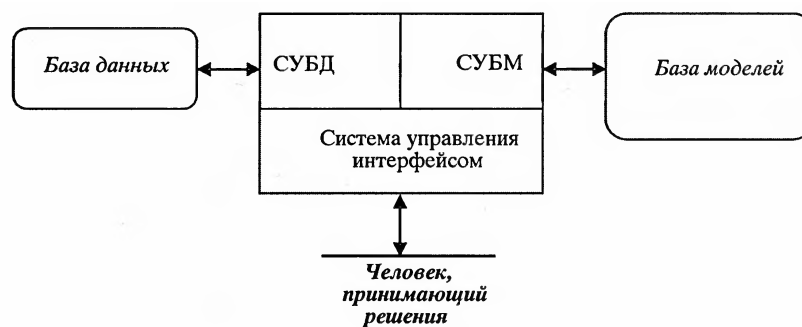 База данных
СУБД
СУБМ
База моделей
Система управления
интерфейсом
Человек,
принимающий
решения